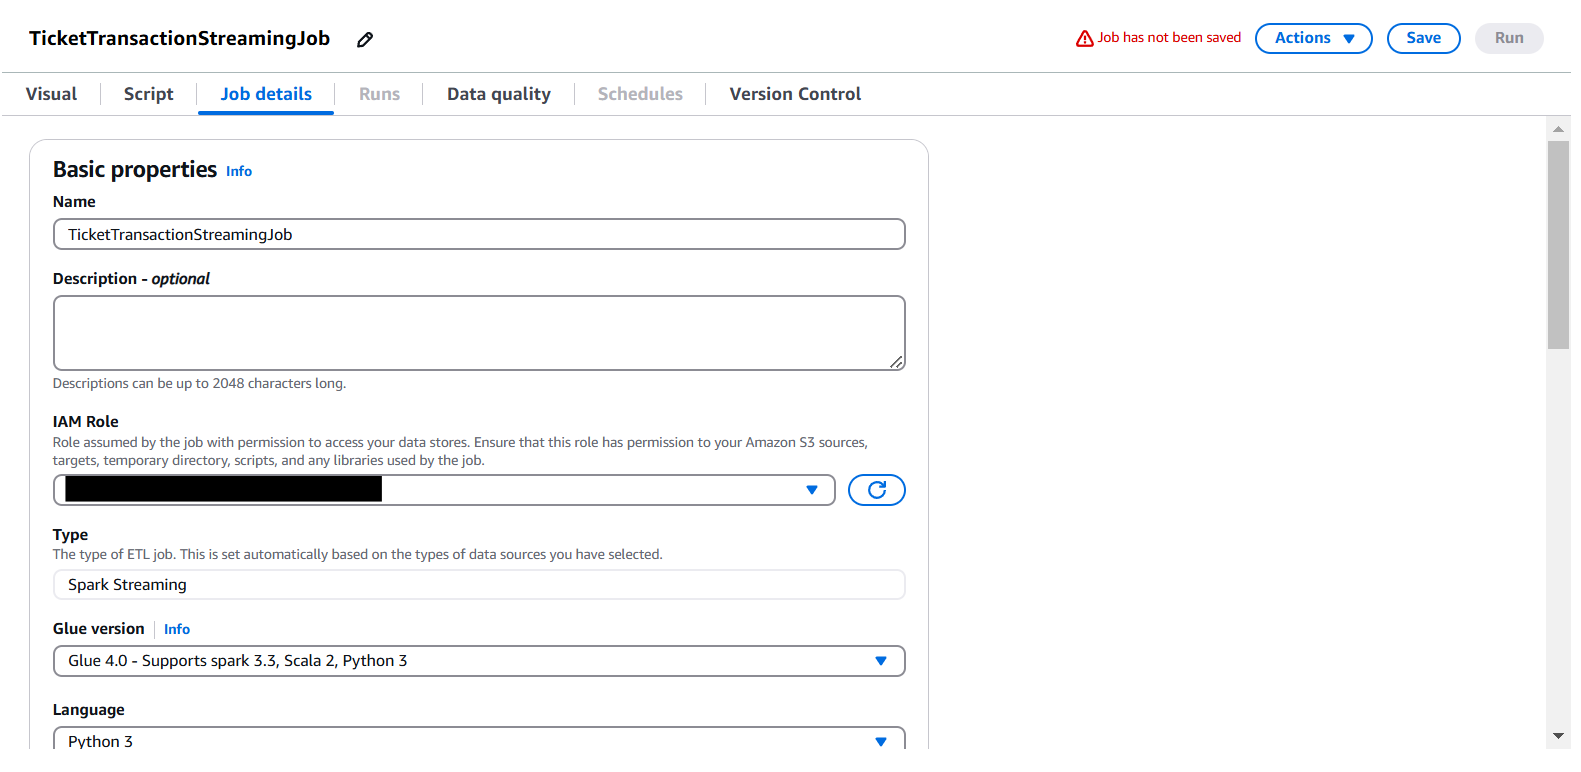 TicketTransactionStreamingJob
Job has not been saved
Actions
Save
Run
Visual
Script
Job details
Runs
Data quality
Schedules
Version Control
Basic properties Info
Name
TicketTransactionStreamingJob
Description - optional
Descriptions can be up to 2048 characters long.
IAM Role
Role assumed by the job with permission to access your data stores. Ensure that this role has permission to your Amazon S3 sources,
targets, temporary directory, scripts, and any libraries used by the job.
Type
The type of ETL job. This is set automatically based on the types of data sources you have selected.
Spark Streaming
Glue version Info
Glue 4.0 - Supports spark 3.3, Scala 2, Python 3
Language
Python 3